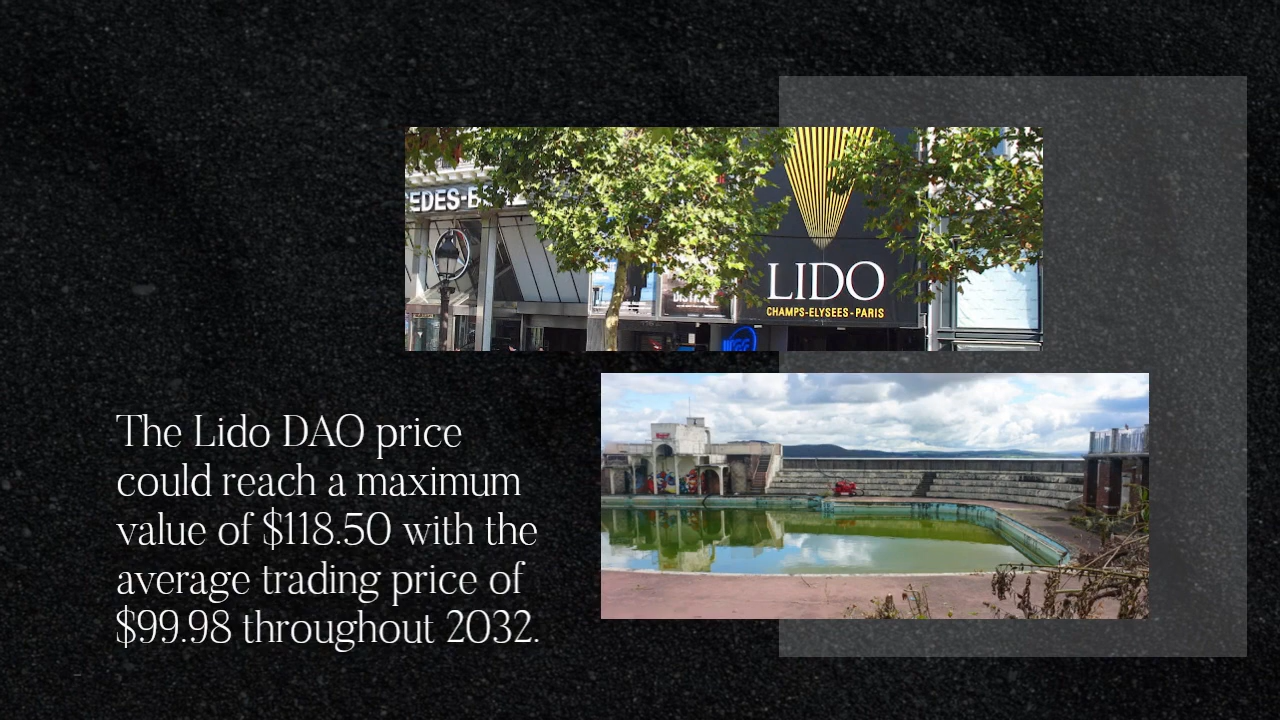 EDES-BE
LIDO
CHAMPS-ELYSEES-PARIS
The Lido DAO price
could reach a maximum
value of $118.50 with the
average trading price of
$99.98 throughout 2032.